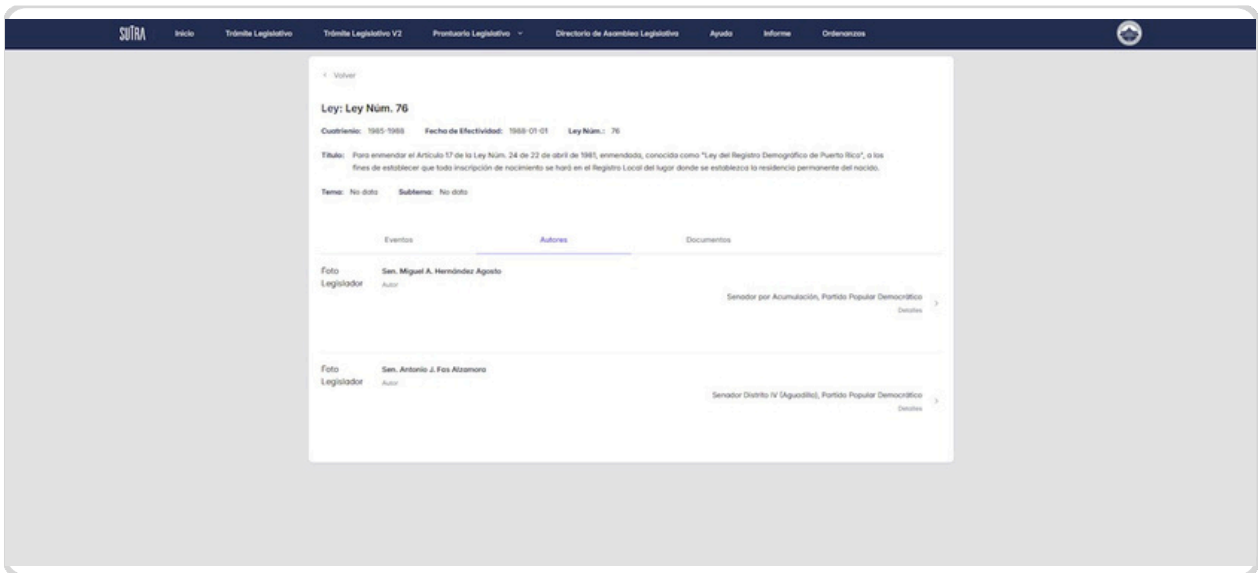 SUTRA Inicio Trámite Legislativo Trámite Legislativo V2 Prontuario Legislativo Directorio de Asamblea Legislativa Ayuda Informe Ordenanzas
Volver
Ley: Ley Núm. 76
Cuatrienio: 1985-1988 Fecha de Efectividad: 1988-01-01 Ley Núm.: 76
Título: Para enmendar el Artículo 17 de la Ley Núm. 24 de 22 de abril de 1981, enmendada, conocida como "Ley del Registro Demográfico de Puerto Rico", a los
fines de establecer que toda inscripción de nacimiento se hará en el Registro Local del lugar donde se establezca la residencia permanente del nacido.
Tema: No data Subtema: No data
Eventos Autores Documentos
Foto Sen. Miguel A. Hernández Agosto
Legislador Autor
Senador por Acumulación, Partido Popular Democrático
Detalles
Foto Sen. Antonio J. Fas Alzamora
Legislador Autor
Senador Distrito IV (Aguadilla), Partido Popular Democrático
Detalles